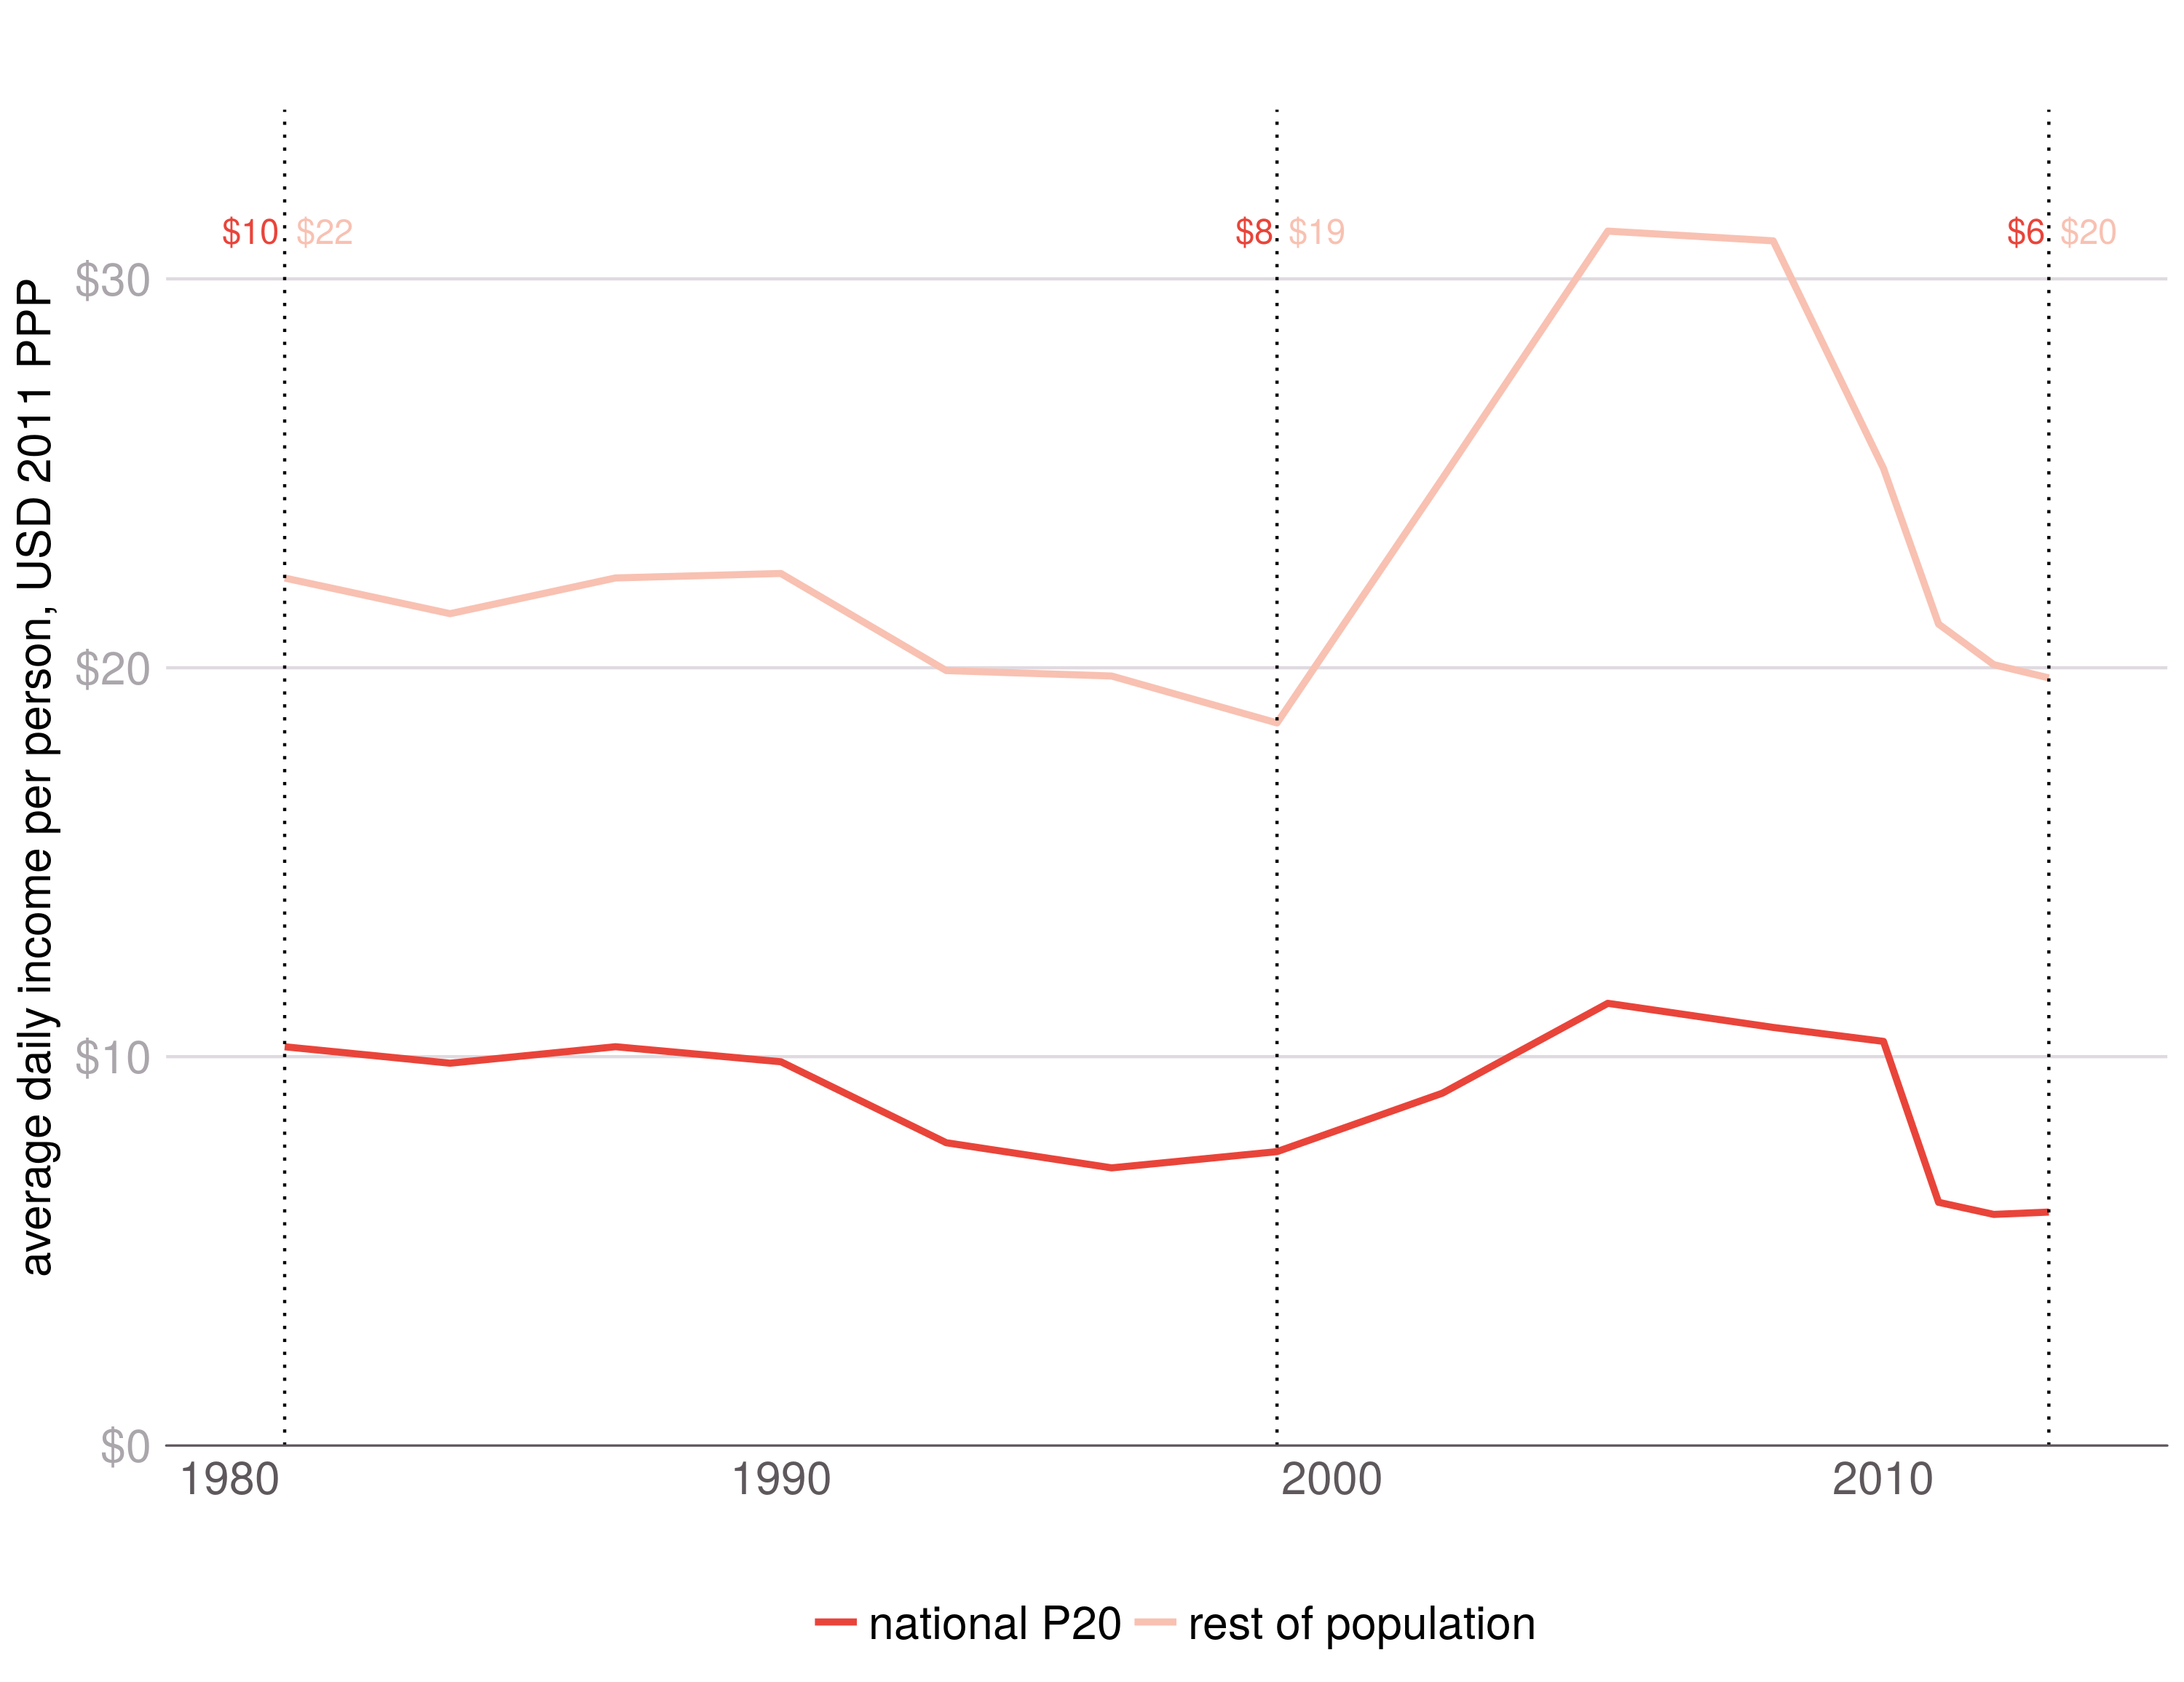 $10 $22
$8 $19
$6 $20
average daily income per person, USD 2011 PPP
$30
$20
$10
$0
1980 1990 2000 2010
national P20 rest of population